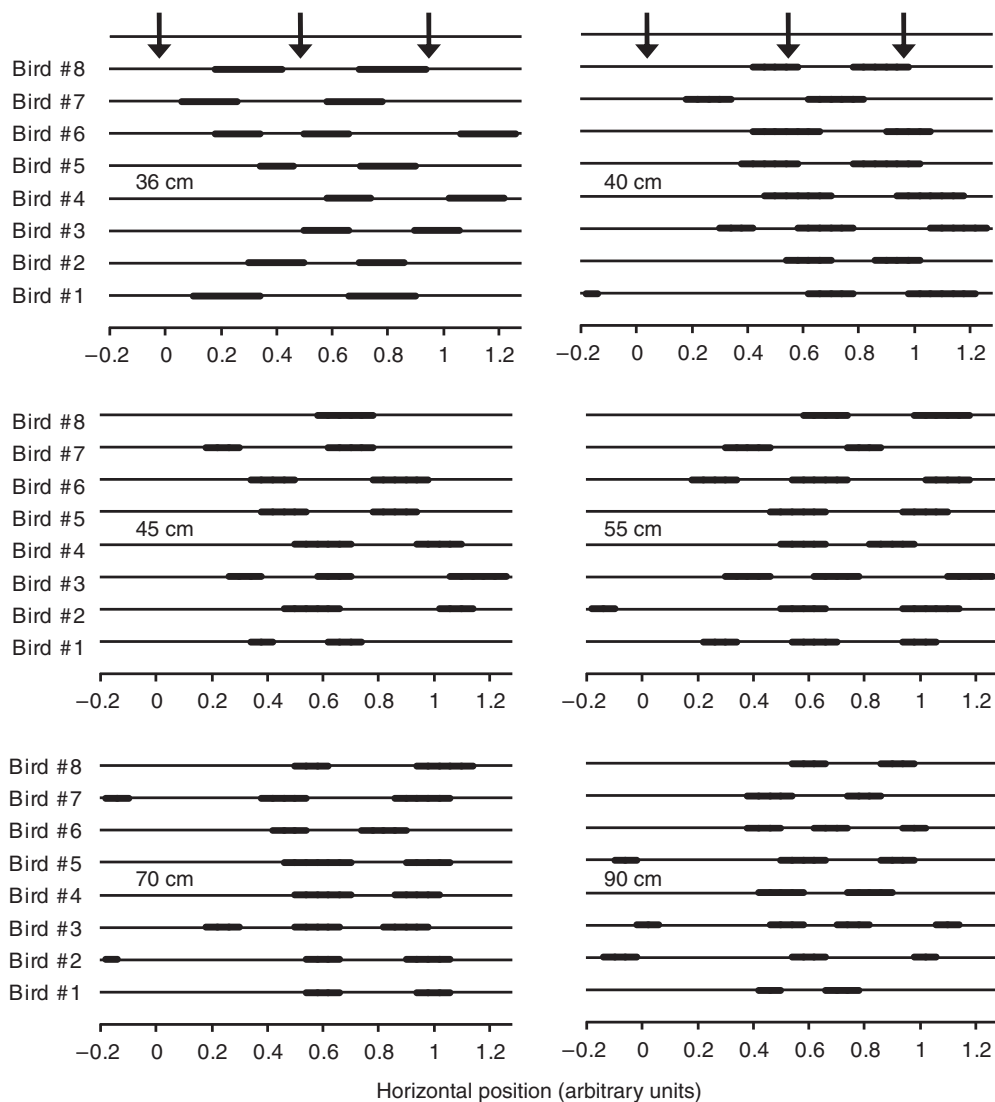 Bird #8
Bird #7
Bird #6
Bird #5
36 cm
40 cm
Bird #4
Bird #3
Bird #2
Bird #1
−0.2 0 0.2 0.4 0.6 0.8 1 1.2
−0.2 0 0.2 0.4 0.6 0.8 1 1.2
Bird #8
Bird #7
Bird #6
Bird #5
45 cm
55 cm
Bird #4
Bird #3
Bird #2
Bird #1
−0.2 0 0.2 0.4 0.6 0.8 1 1.2
−0.2 0 0.2 0.4 0.6 0.8 1 1.2
Bird #8
Bird #7
Bird #6
Bird #5
70 cm
90 cm
Bird #4
Bird #3
Bird #2
Bird #1
−0.2 0 0.2 0.4 0.6 0.8 1 1.2
−0.2 0 0.2 0.4 0.6 0.8 1 1.2
Horizontal position (arbitrary units)